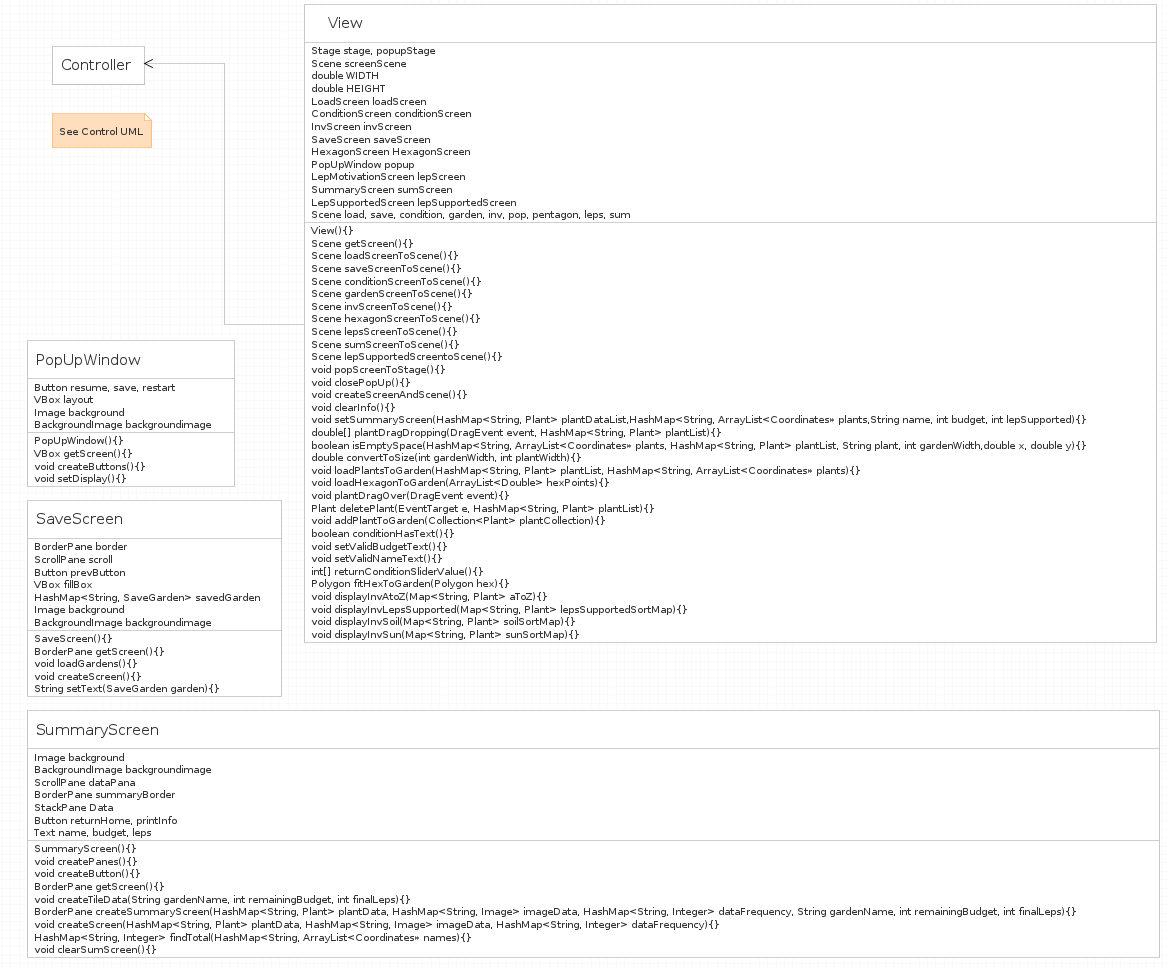 Controller
See Control UML
View
Stage stage, popupStage
Scene screenScene
double WIDTH
double HEIGHT
LoadScreen loadScreen
ConditionScreen conditionScreen
InvScreen invScreen
SaveScreen saveScreen
HexagonScreen HexagonScreen
PopUpWindow popup
LepMotivationScreen lepScreen
SummaryScreen sumScreen
LepSupportedScreen lepSupportedScreen
Scene load, save, condition, garden, inv, pop, pentagon, leps, sum
View(){}
Scene getScreen(){}
Scene loadScreenToScene(){}
Scene saveScreenToScene(){}
Scene conditionScreenToScene(){}
Scene gardenScreenToScene(){}
Scene invScreenToScene(){}
Scene hexagonScreenToScene(){}
Scene lepsScreenToScene(){}
Scene sumScreenToScene(){}
Scene lepSupportedScreentoScene(){}
void popScreenToStage(){}
void closePopUp(){}
void createScreenAndScene(){}
void clearInfo(){}
void setSummaryScreen(HashMap<String, Plant> plantDataList,HashMap<String, ArrayList<Coordinates» plants,String name, int budget, int lepSupported){}
double[] plantDragDropping(DragEvent event, HashMap<String, Plant> plantList){}
boolean isEmptySpace(HashMap<String, ArrayList<Coordinates» plants, HashMap<String, Plant> plantList, String plant, int gardenWidth,double x, double y){}
double convertToSize(int gardenWidth, int plantWidth){}
void loadPlantsToGarden(HashMap<String, Plant> plantList, HashMap<String, ArrayList<Coordinates» plants){}
void loadHexagonToGarden(ArrayList<Double> hexPoints){}
void plantDragOver(DragEvent event){}
Plant deletePlant(EventTarget e, HashMap<String, Plant> plantList){}
void addPlantToGarden(Collection<Plant> plantCollection){}
boolean conditionHasText(){}
void setValidBudgetText(){}
void setValidNameText(){}
int[] returnConditionSliderValue(){}
Polygon fitHexToGarden(Polygon hex){}
void displayInvAtoZ(Map<String, Plant> aToZ){}
void displayInvLepsSupported(Map<String, Plant> lepsSupportedSortMap){}
void displayInvSoil(Map<String, Plant> soilSortMap){}
void displayInvSun(Map<String, Plant> sunSortMap){}
PopUpWindow
Button resume, save, restart
VBox layout
Image background
BackgroundImage backgroundimage
PopUpWindow(){}
VBox getScreen(){}
void createButtons(){}
void setDisplay(){}
SaveScreen
BorderPane border
ScrollPane scroll
Button prevButton
VBox fillBox
HashMap<String, SaveGarden> savedGarden
Image background
BackgroundImage backgroundimage
SaveScreen(){}
BorderPane getScreen(){}
void loadGardens(){}
void createScreen(){}
String setText(SaveGarden garden){}
SummaryScreen
Image background
BackgroundImage backgroundimage
ScrollPane dataPana
BorderPane summaryBorder
StackPane Data
Button returnHome, printInfo
Text name, budget, leps
SummaryScreen(){}
void createPanes(){}
void createButton(){}
BorderPane getScreen(){}
void createTileData(String gardenName, int remainingBudget, int finalLeps){}
BorderPane createSummaryScreen(HashMap<String, Plant> plantData, HashMap<String, Image> imageData, HashMap<String, Integer> dataFrequency, String gardenName, int remainingBudget, int finalLeps){}
void createScreen(HashMap<String, Plant> plantData, HashMap<String, Image> imageData, HashMap<String, Integer> dataFrequency){}
HashMap<String, Integer> findTotal(HashMap<String, ArrayList<Coordinates» names){}
void clearSumScreen(){}